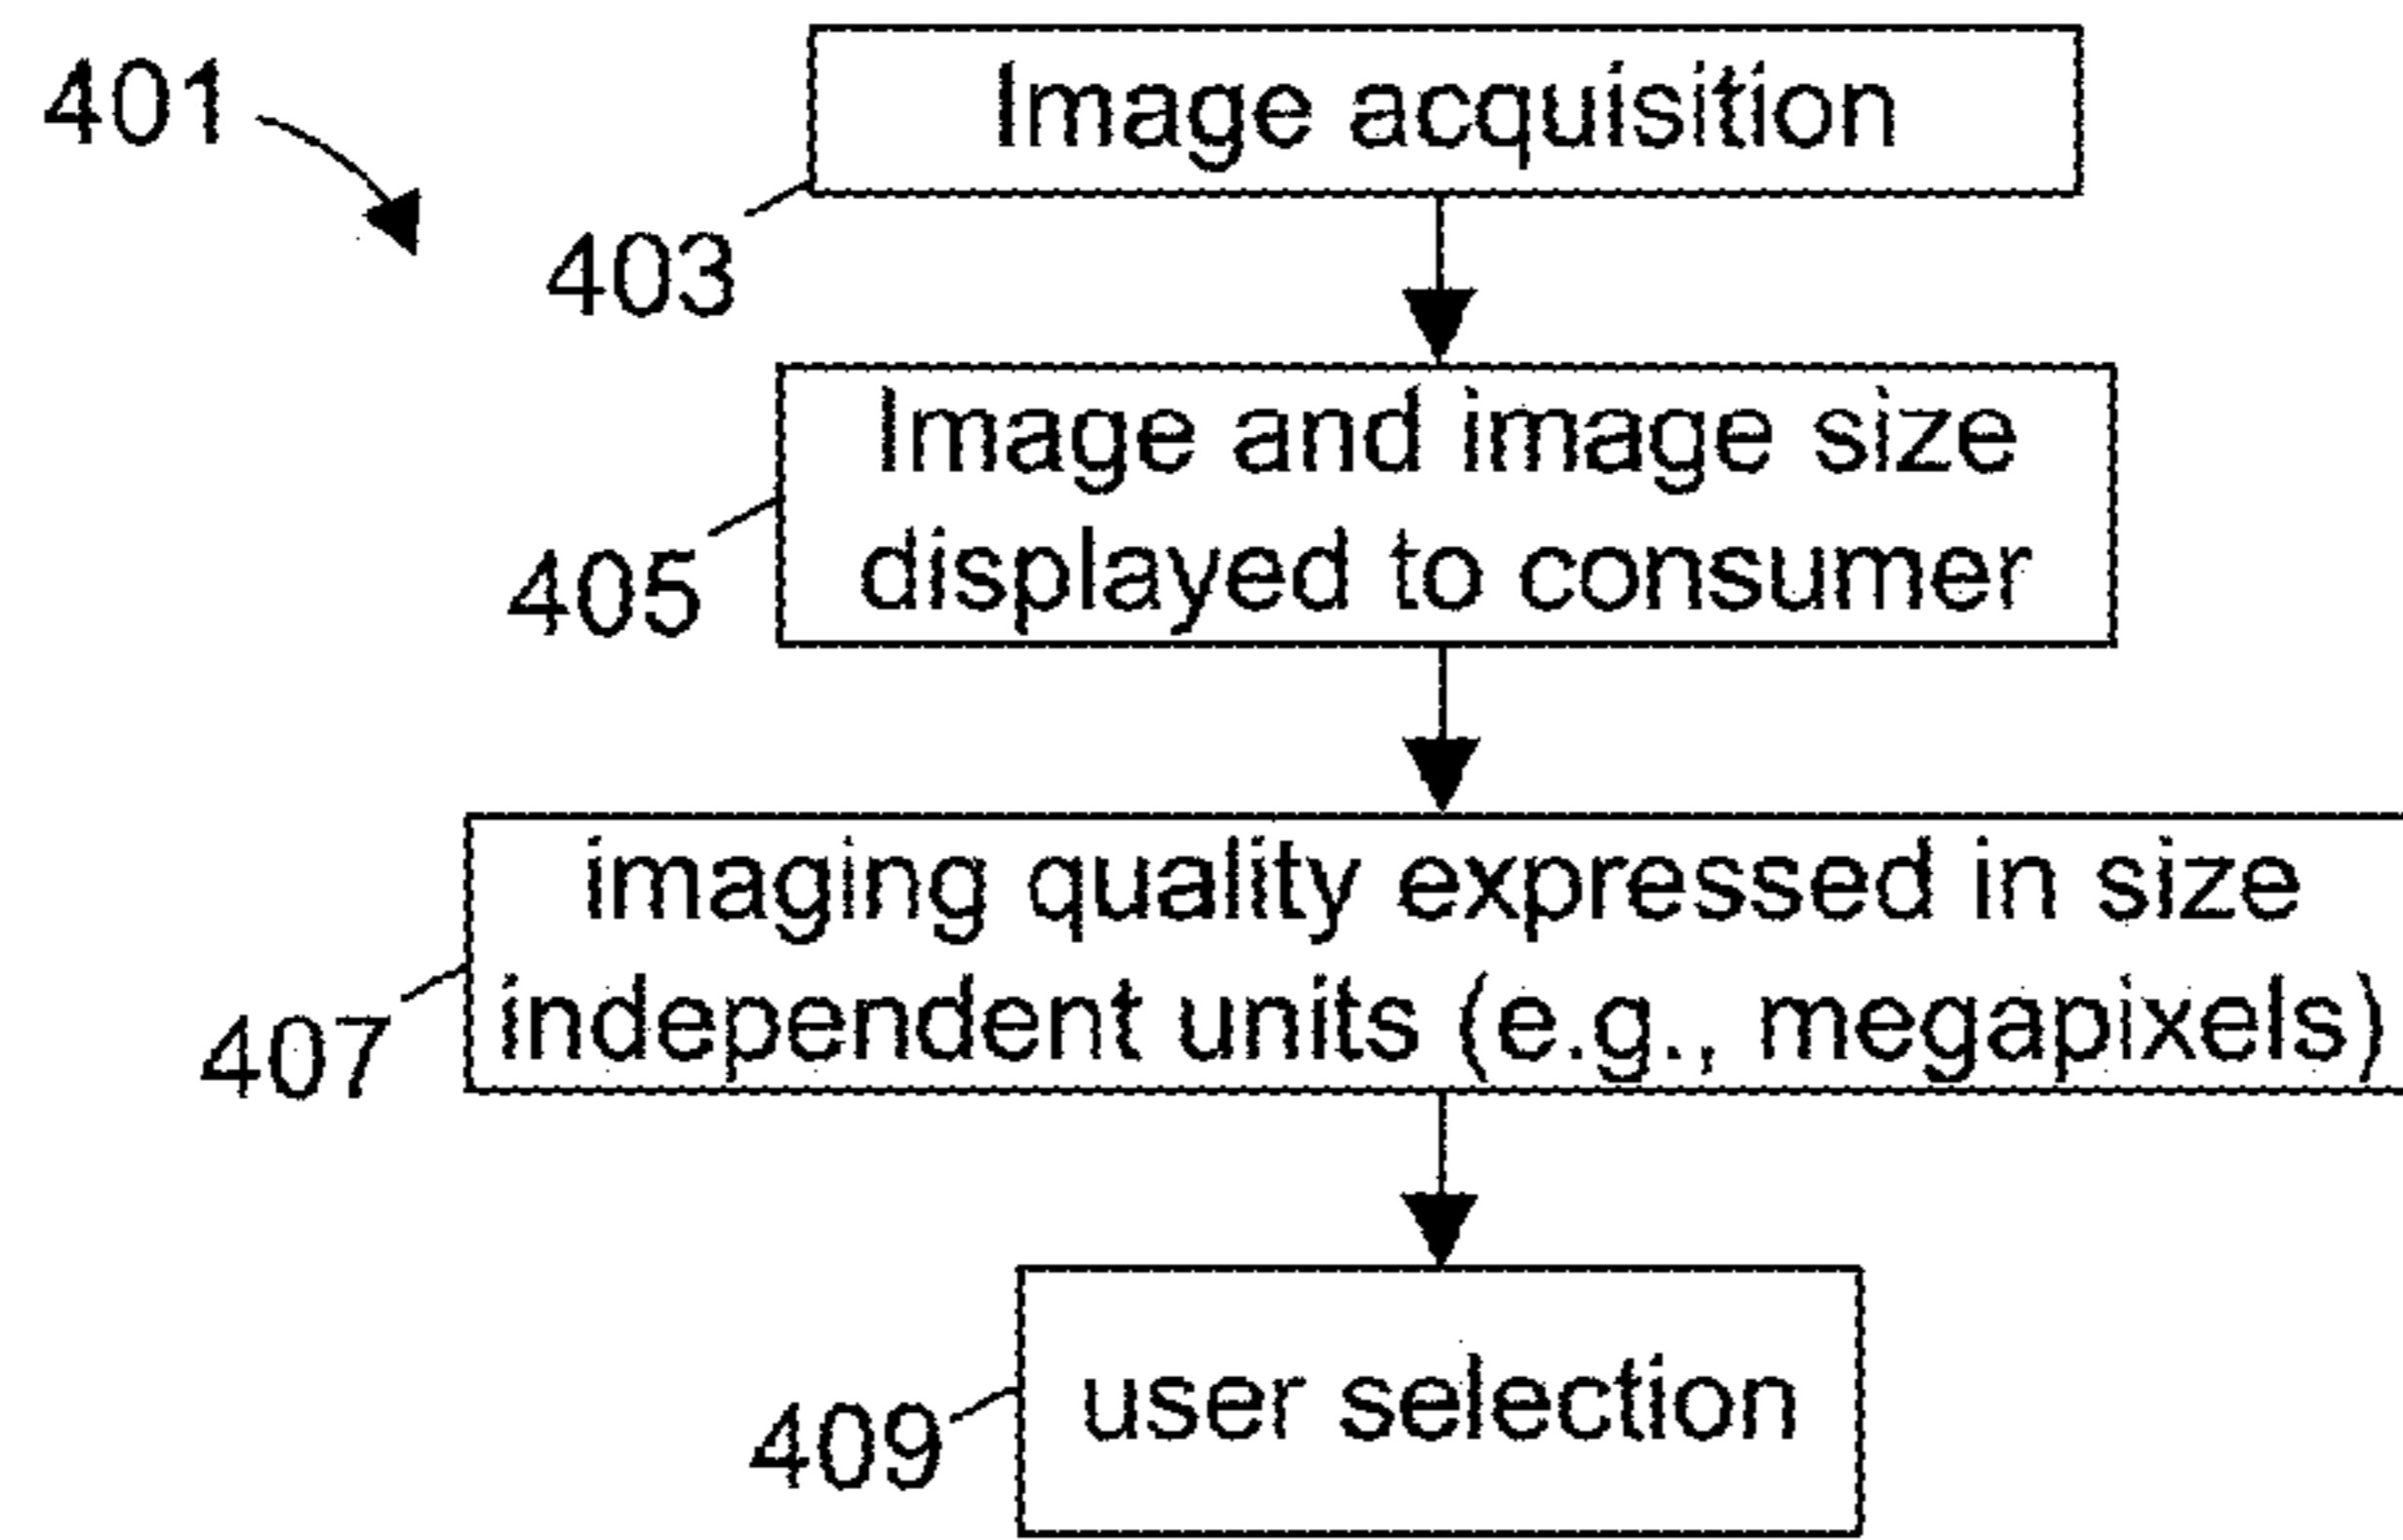 401
Image acquisition
403
Image and image size
displayed to consumer
405
imaging quality expressed in size
independent units (e.g., megapixels)
407
user selection
409